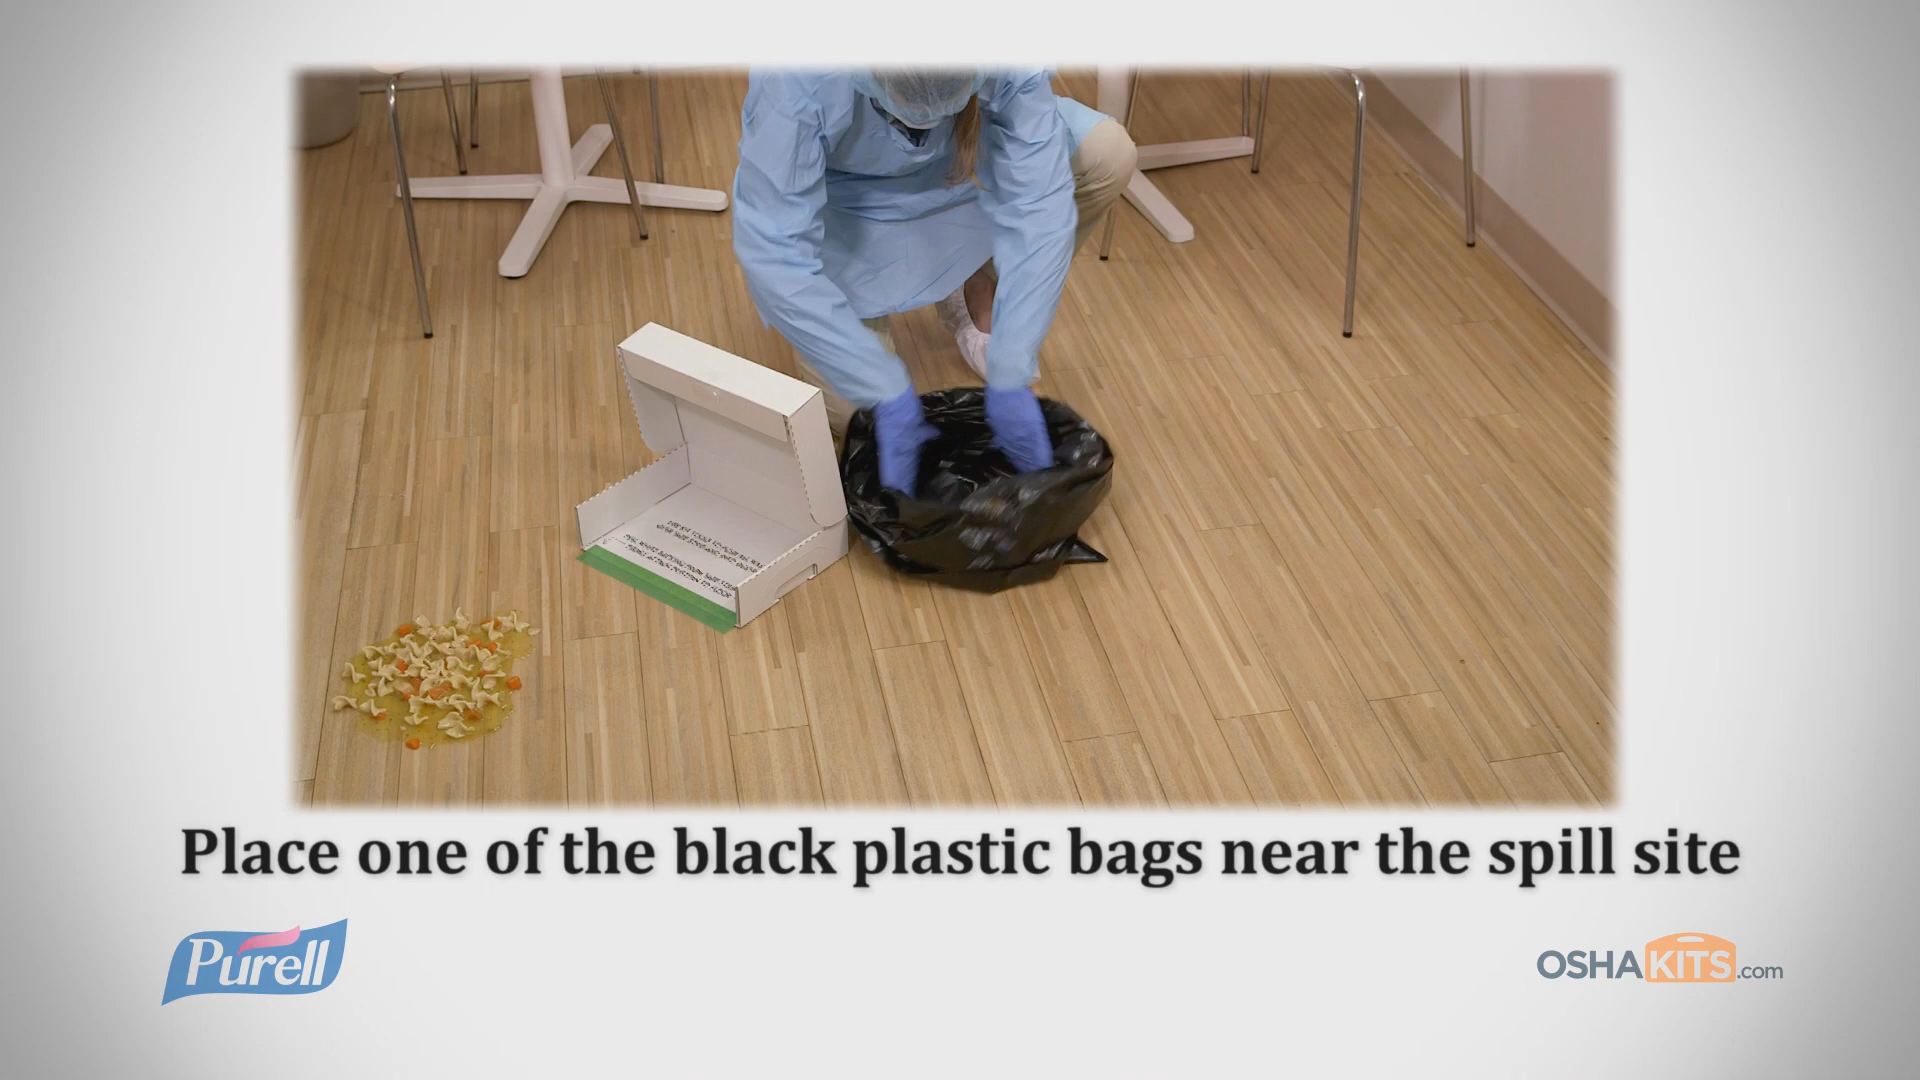 Place one of the black plastic bags near the spill site
Purell
OSHAKITS.com